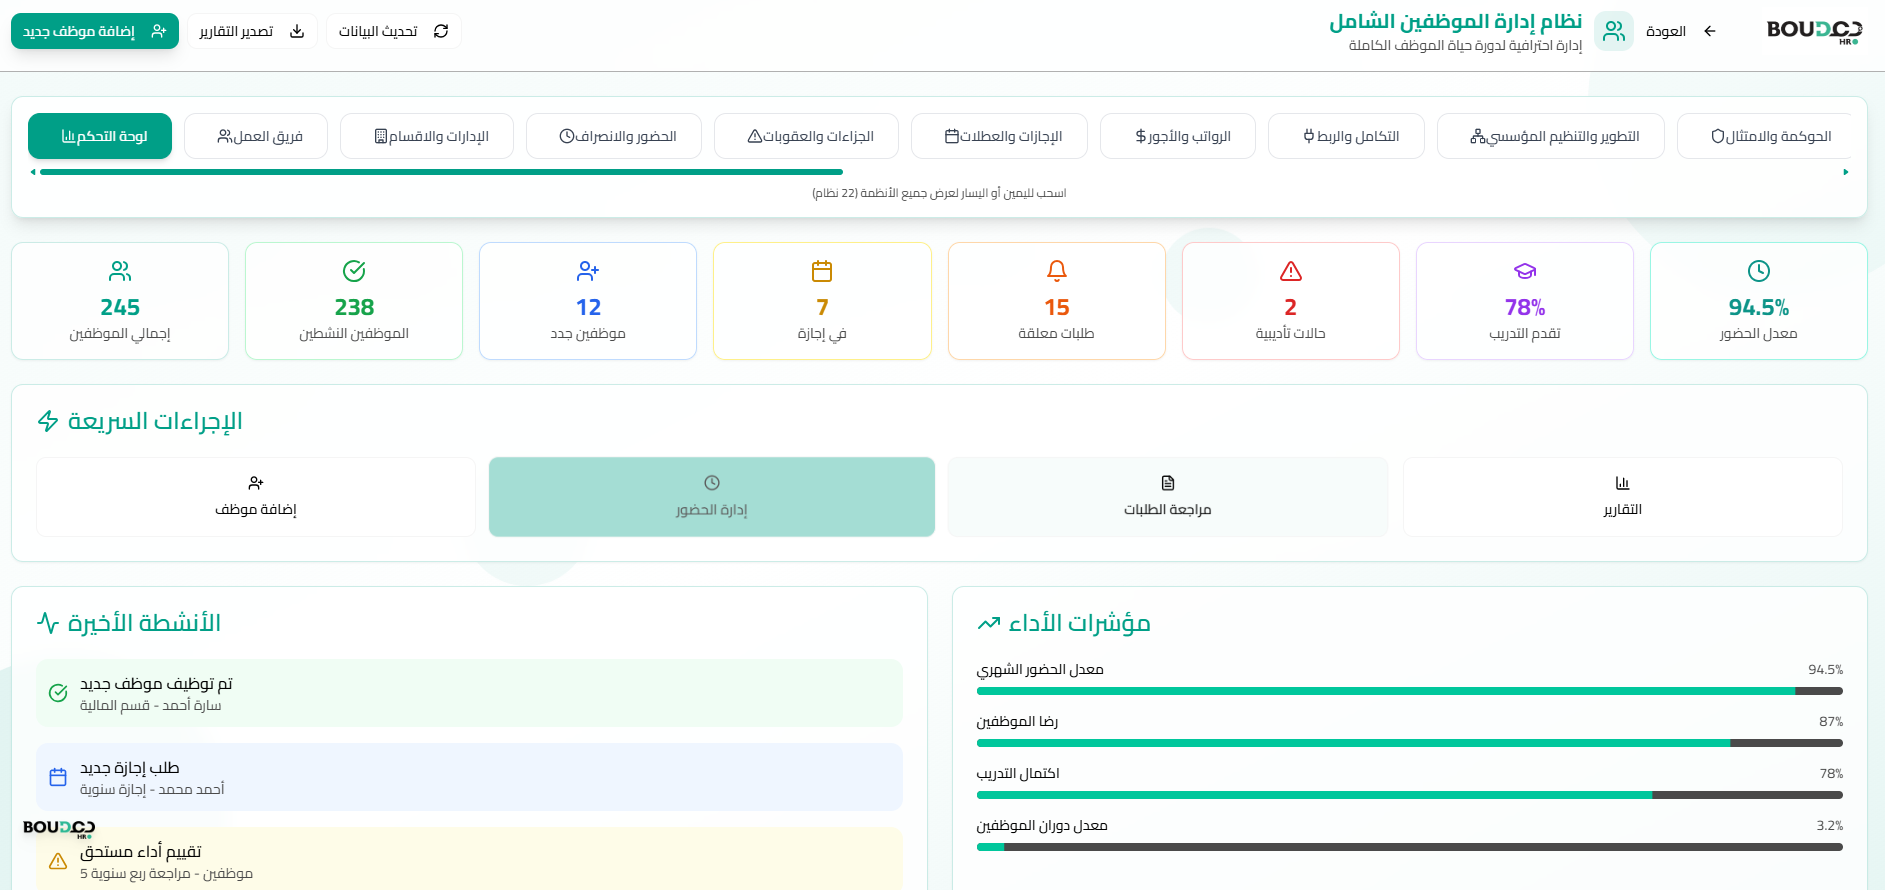 BOUDCC
HR
العودة
نظام إدارة الموظفين الشامل
إدارة احترافية لدورة حياة الموظف الكاملة
تحديث البيانات
تصدير التقارير
إضافة موظف جديد
لوحة التحكم
فريق العمل
الإدارات والاقسام
الحضور والانصراف
الجزاءات والعقوبات
الإجازات والعطلات
الرواتب والأجور
التكامل والربط
التطوير والتنظيم المؤسسي
الحوكمة والامتثال
اسحب لليمين أو اليسار لعرض جميع الأنظمة (22 نظام)
245
إجمالي الموظفين
238
الموظفين النشطين
12
موظفين جدد
7
في إجازة
15
طلبات معلقة
2
حالات تأديبية
78%
تقدم التدريب
94.5%
معدل الحضور
الإجراءات السريعة
إضافة موظف
إدارة الحضور
مراجعة الطلبات
التقارير
الأنشطة الأخيرة
تم توظيف موظف جديد
سارة أحمد - قسم المالية
طلب إجازة جديد
أحمد محمد - إجازة سنوية
تقييم أداء مستحق
موظفين - مراجعة ربع سنوية 5
BOUDCC
HR
مؤشرات الأداء
معدل الحضور الشهري
94.5%
رضا الموظفين
87%
اكتمال التدريب
78%
معدل دوران الموظفين
3.2%